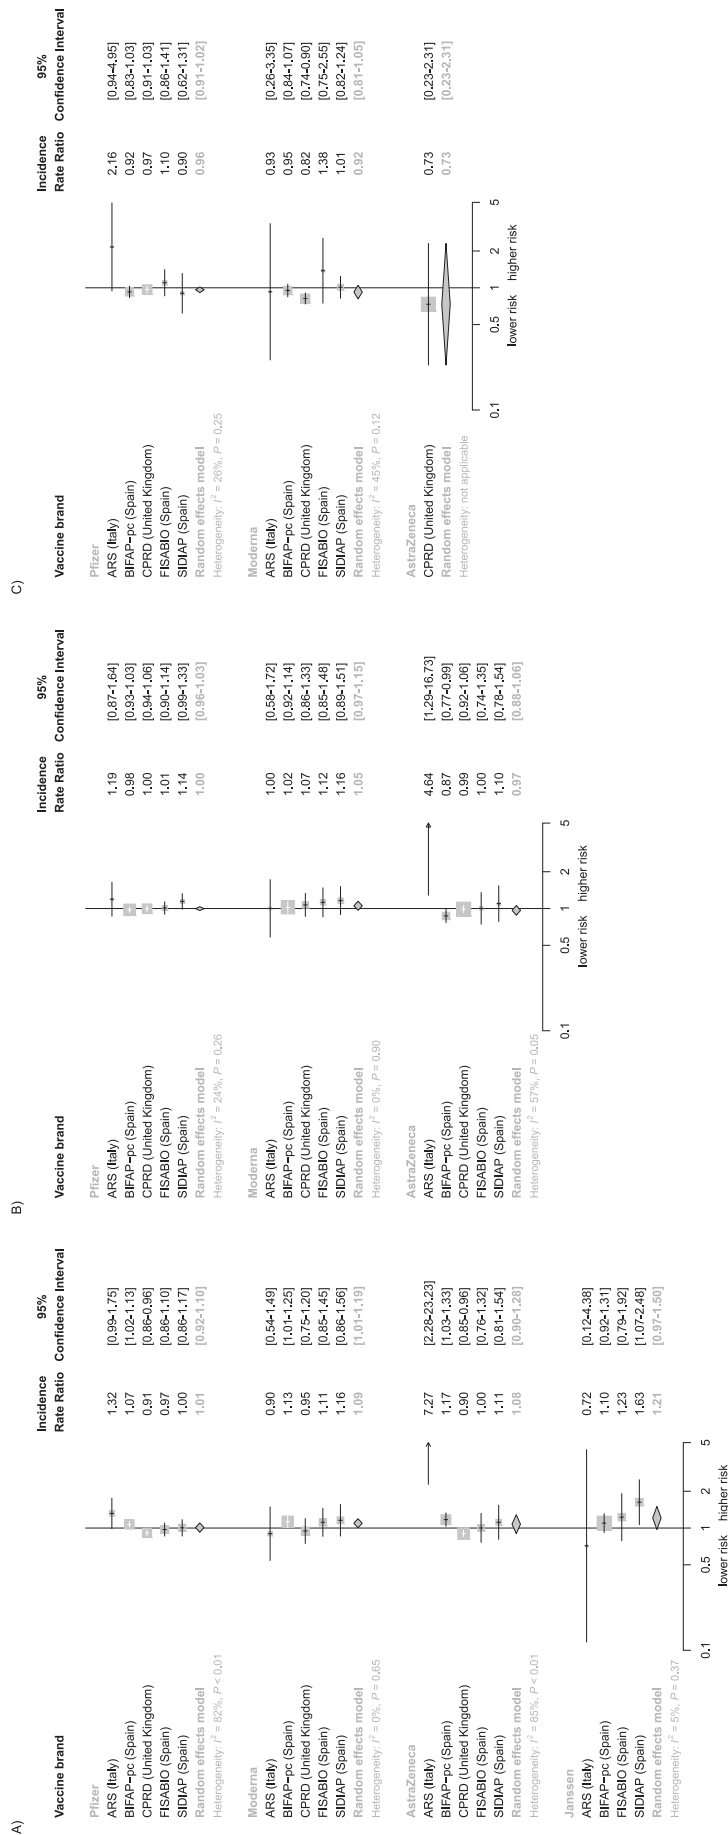 A)
Vaccine brand Incidence Rate Ratio 95% Confidence Interval
Pfizer
ARS (Italy) 1.32 [0.99-1.75]
BIFAP-pc (Spain) 1.07 [1.02-1.13]
CPRD (United Kingdom) 0.91 [0.86-0.96]
FISABIO (Spain) 0.97 [0.86-1.10]
SIDIAP (Spain) 1.00 [0.86-1.17]
Random effects model 1.01 [0.92-1.10]
Heterogeneity: I² = 82%, P < 0.01
Moderna
ARS (Italy) 0.90 [0.54-1.49]
BIFAP-pc (Spain) 1.13 [1.01-1.25]
CPRD (United Kingdom) 0.95 [0.75-1.20]
FISABIO (Spain) 1.11 [0.85-1.45]
SIDIAP (Spain) 1.16 [0.86-1.56]
Random effects model 1.09 [1.01-1.19]
Heterogeneity: I² = 0%, P = 0.65
AstraZeneca
ARS (Italy) 7.27 [2.28-23.23]
BIFAP-pc (Spain) 1.17 [1.03-1.33]
CPRD (United Kingdom) 0.90 [0.85-0.96]
FISABIO (Spain) 1.00 [0.76-1.32]
SIDIAP (Spain) 1.11 [0.81-1.54]
Random effects model 1.08 [0.90-1.28]
Heterogeneity: I² = 85%, P < 0.01
Janssen
ARS (Italy) 0.72 [0.12-4.38]
BIFAP-pc (Spain) 1.10 [0.92-1.31]
FISABIO (Spain) 1.23 [0.79-1.92]
SIDIAP (Spain) 1.63 [1.07-2.48]
Random effects model 1.21 [0.97-1.50]
Heterogeneity: I² = 5%, P = 0.37
0.1 0.5 1 2 5
lower risk higher risk
B)
Vaccine brand Incidence Rate Ratio 95% Confidence Interval
Pfizer
ARS (Italy) 1.19 [0.87-1.64]
BIFAP-pc (Spain) 0.98 [0.93-1.03]
CPRD (United Kingdom) 1.00 [0.94-1.06]
FISABIO (Spain) 1.01 [0.90-1.14]
SIDIAP (Spain) 1.14 [0.99-1.33]
Random effects model 1.00 [0.96-1.03]
Heterogeneity: I² = 24%, P = 0.26
Moderna
ARS (Italy) 1.00 [0.58-1.72]
BIFAP-pc (Spain) 1.02 [0.92-1.14]
CPRD (United Kingdom) 1.07 [0.86-1.33]
FISABIO (Spain) 1.12 [0.85-1.48]
SIDIAP (Spain) 1.16 [0.89-1.51]
Random effects model 1.05 [0.97-1.15]
Heterogeneity: I² = 0%, P = 0.90
AstraZeneca
ARS (Italy) 4.64 [1.29-16.73]
BIFAP-pc (Spain) 0.87 [0.77-0.99]
CPRD (United Kingdom) 0.99 [0.92-1.06]
FISABIO (Spain) 1.00 [0.74-1.35]
SIDIAP (Spain) 1.10 [0.78-1.54]
Random effects model 0.97 [0.88-1.06]
Heterogeneity: I² = 57%, P = 0.05
0.1 0.5 1 2 5
lower risk higher risk
C)
Vaccine brand Incidence Rate Ratio 95% Confidence Interval
Pfizer
ARS (Italy) 2.16 [0.94-4.95]
BIFAP-pc (Spain) 0.92 [0.83-1.03]
CPRD (United Kingdom) 0.97 [0.91-1.03]
FISABIO (Spain) 1.10 [0.86-1.41]
SIDIAP (Spain) 0.90 [0.62-1.31]
Random effects model 0.96 [0.91-1.02]
Heterogeneity: I² = 26%, P = 0.25
Moderna
ARS (Italy) 0.93 [0.26-3.35]
BIFAP-pc (Spain) 0.95 [0.84-1.07]
CPRD (United Kingdom) 0.82 [0.74-0.90]
FISABIO (Spain) 1.38 [0.75-2.55]
SIDIAP (Spain) 1.01 [0.82-1.24]
Random effects model 0.92 [0.81-1.05]
Heterogeneity: I² = 45%, P = 0.12
AstraZeneca
CPRD (United Kingdom) 0.73 [0.23-2.31]
Random effects model 0.73 [0.23-2.31]
Heterogeneity: not applicable
0.1 0.5 1 2 5
lower risk higher risk